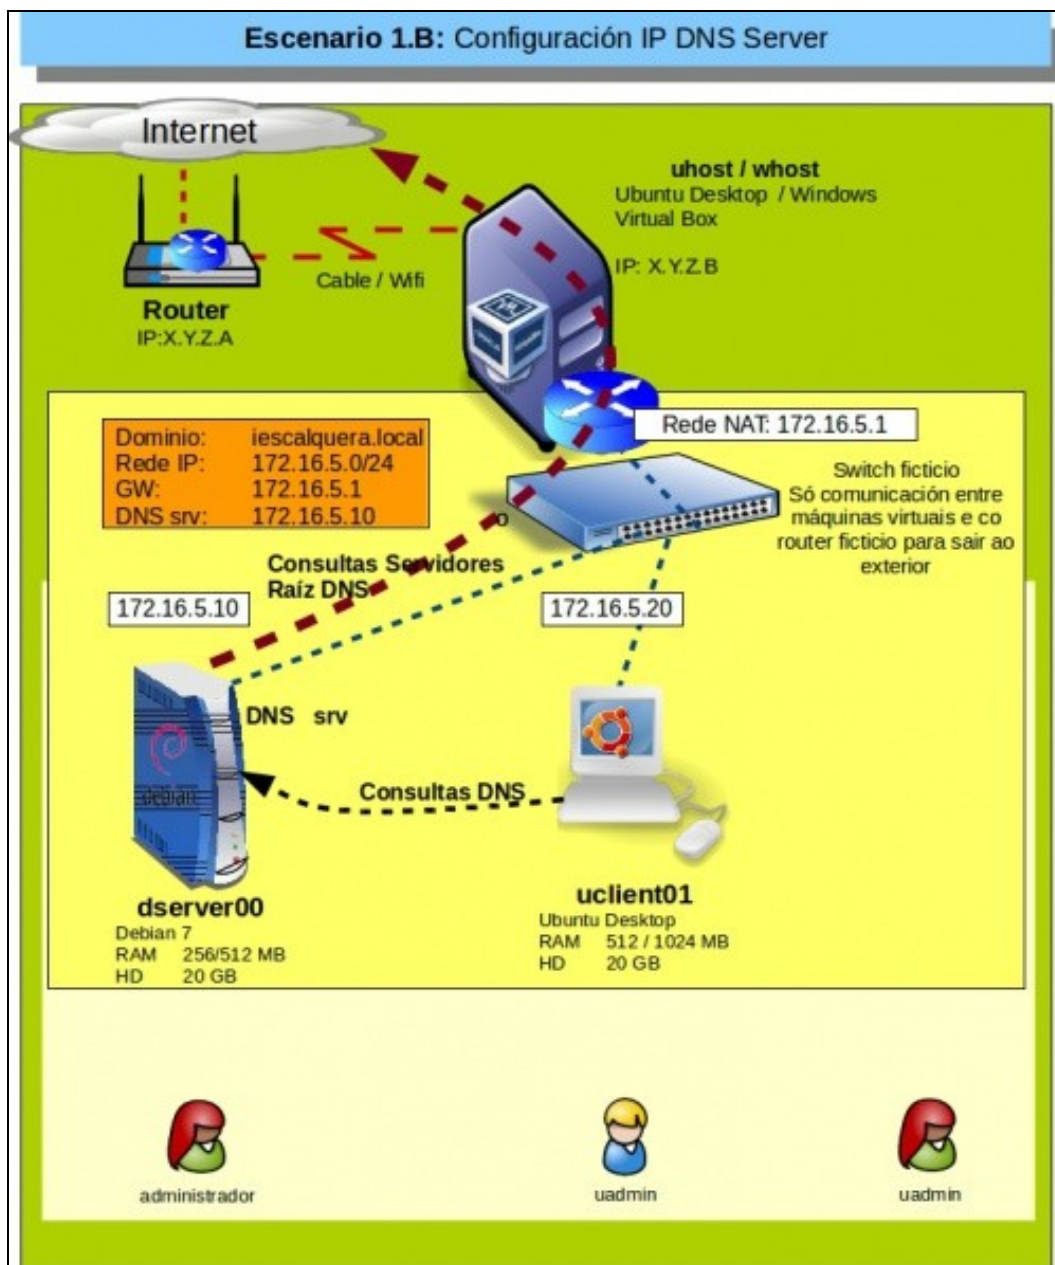 Escenario 1.B: Configuración IP DNS Server
Internet
uhost / whost
Ubuntu Desktop / Windows
Virtual Box
IP: X.Y.Z.B
Cable / Wifi
Router
IP:X.Y.Z.A
Rede NAT: 172.16.5.1
Dominio: iescalquera.local
Rede IP: 172.16.5.0/24
GW: 172.16.5.1
DNS srv: 172.16.5.10
Switch ficticio
Só comunicación entre
máquinas virtuais e co
router ficticio para sair ao
exterior
o
Consultas Servidores
Raíz DNS
172.16.5.10
172.16.5.20
DNS srv
debian
Consultas DNS
dserver00
Debian 7
RAM 256/512 MB
HD 20 GB
uclient01
Ubuntu Desktop
RAM 512 / 1024 MB
HD 20 GB
administrador
uadmin
uadmin